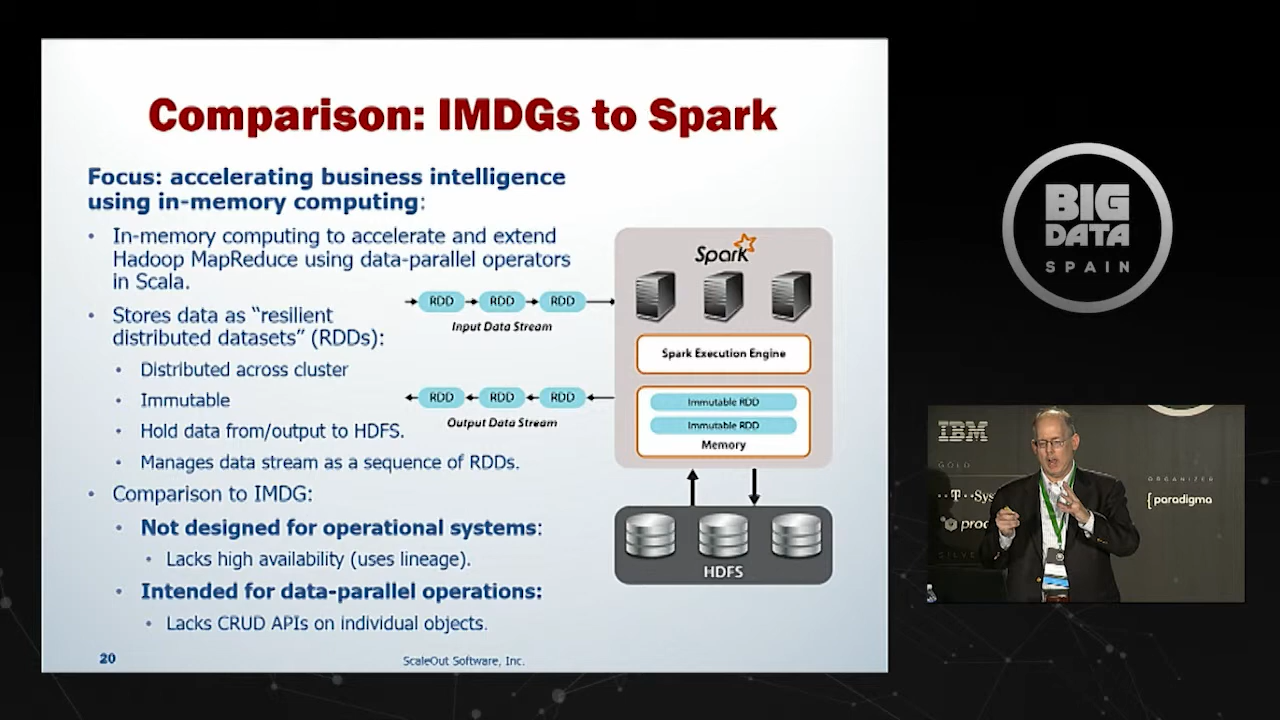 Comparison: IMDGs to Spark
Focus: accelerating business intelligence
using in-memory computing:
• In-memory computing to accelerate and extend
Hadoop MapReduce using data-parallel operators
in Scala.
• Stores data as “resilient
distributed datasets” (RDDs):
• Distributed across cluster
• Immutable
• Hold data from/output to HDFS.
• Manages data stream as a sequence of RDDs.
• Comparison to IMDG:
• Not designed for operational systems:
• Lacks high availability (uses lineage).
• Intended for data-parallel operations:
• Lacks CRUD APIs on individual objects.
RDD RDD RDD
Input Data Stream
RDD RDD RDD
Output Data Stream
Spark
Spark Execution Engine
Immutable RDD
Immutable RDD
Memory
HDFS
20
ScaleOut Software, Inc.
BIG
DATA
SPAIN
IBM
GOLD
ORGANIZER
{paradigma